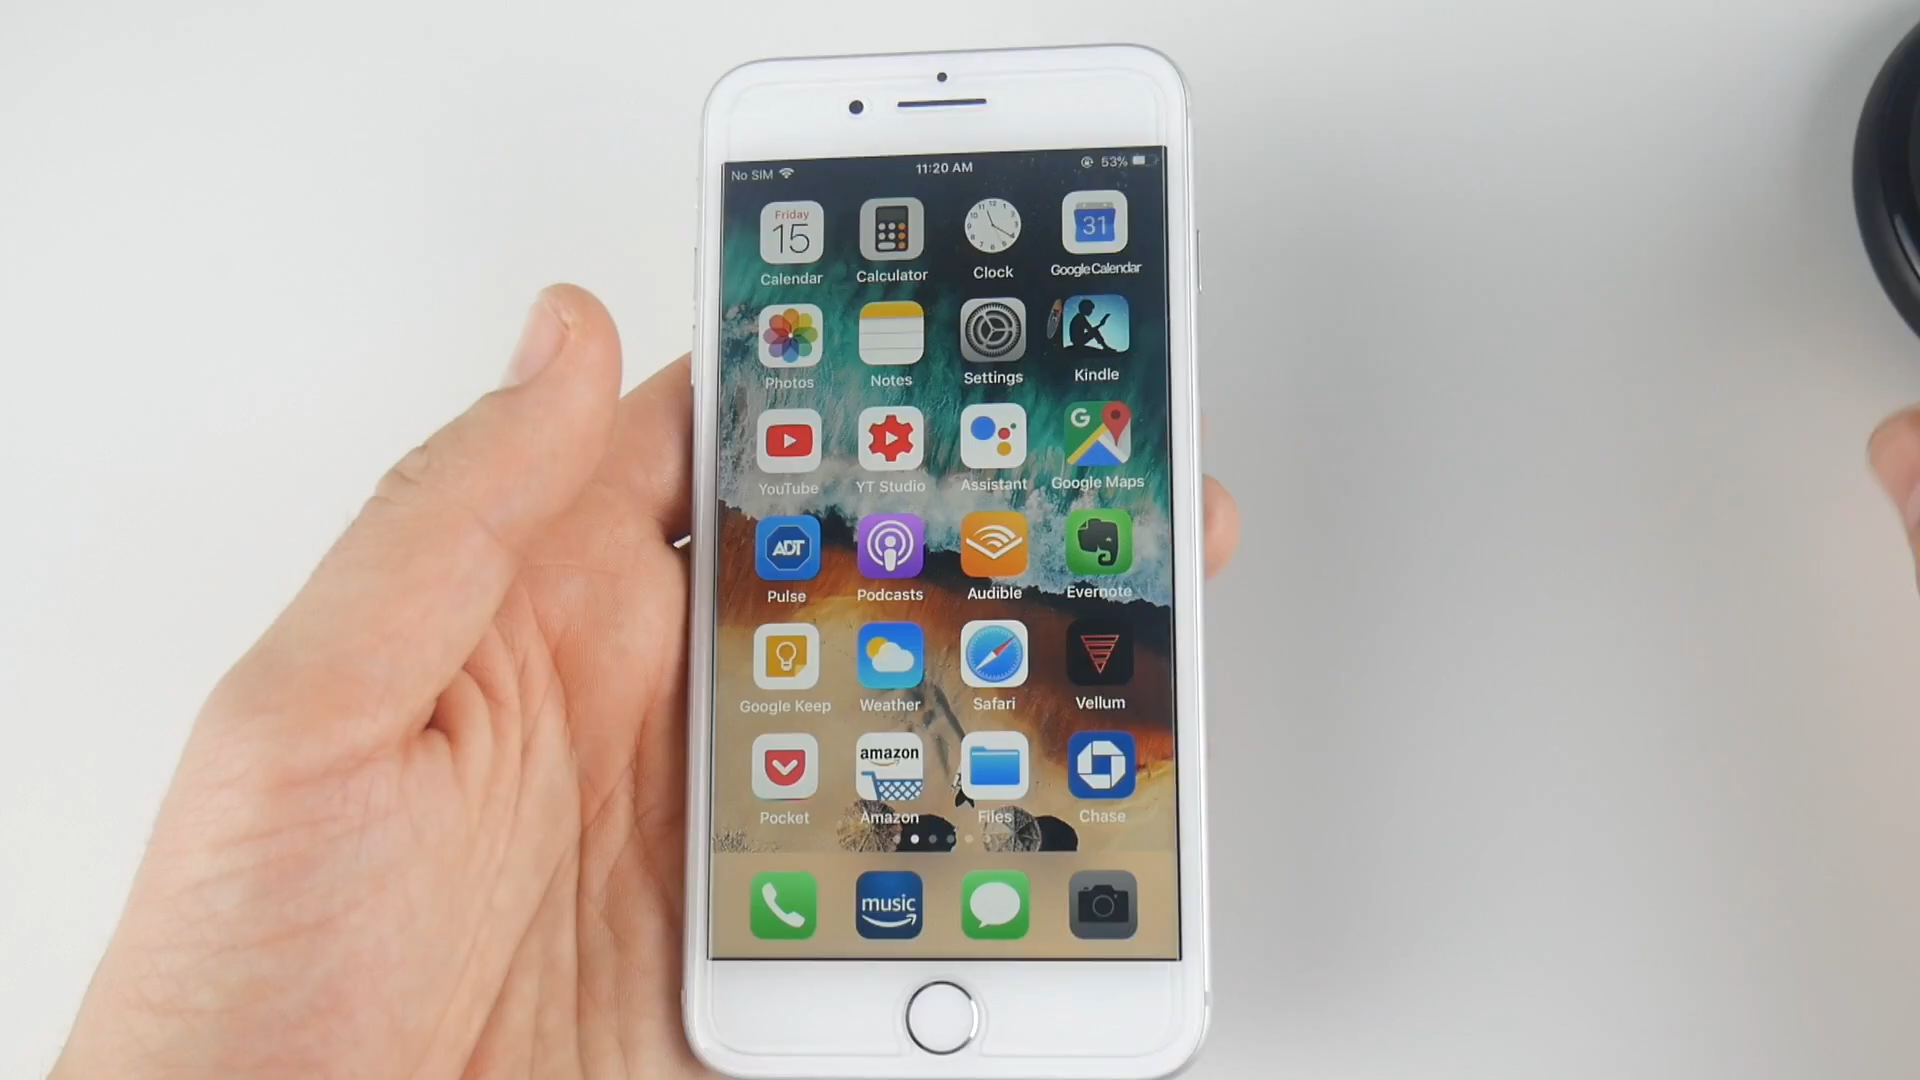 No SIM 11:20 AM 53%
Friday
15 31
Calendar Calculator Clock Google Calendar
Photos Notes Settings Kindle
G
YouTube YT Studio Assistant Google Maps
ADT
Pulse Podcasts Audible Evernote
Google Keep Weather Safari Vellum
amazon
Pocket Amazon Files Chase
music